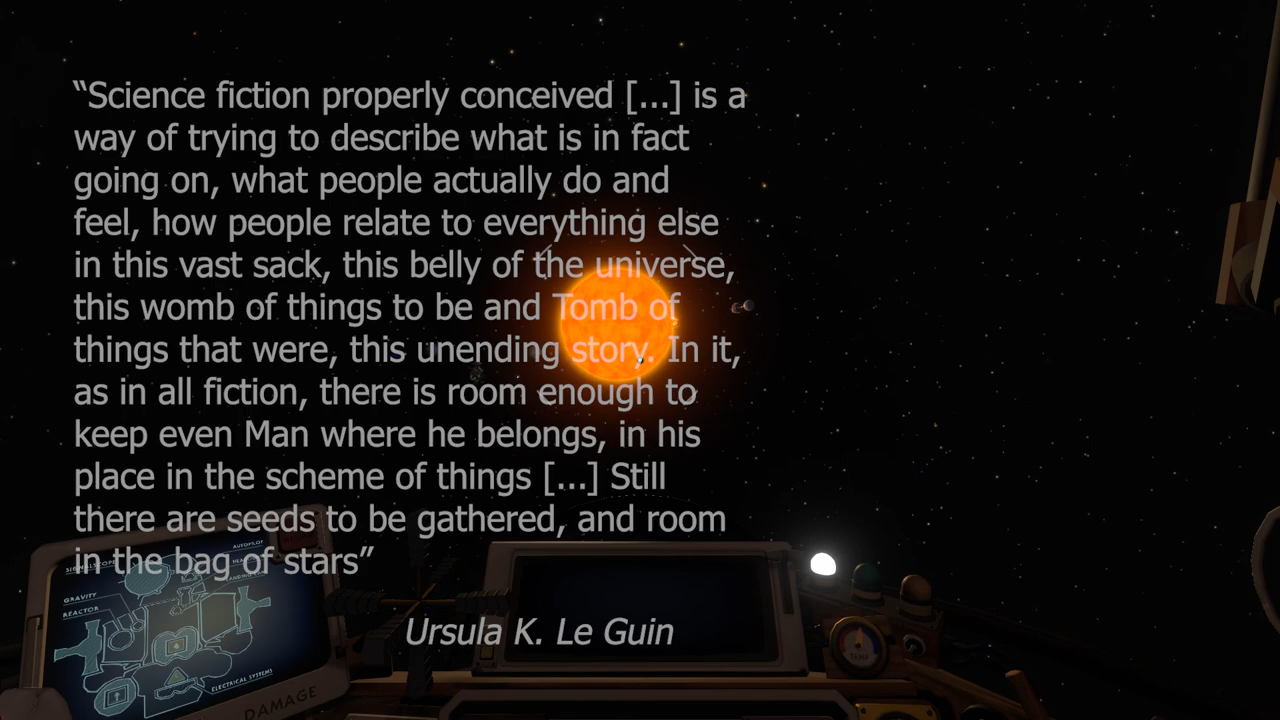 “Science fiction properly conceived [...] is a
way of trying to describe what is in fact
going on, what people actually do and
feel, how people relate to everything else
in this vast sack, this belly of the universe,
this womb of things to be and Tomb of
things that were, this unending story. In it,
as in all fiction, there is room enough to
keep even Man where he belongs, in his
place in the scheme of things [...] Still
there are seeds to be gathered, and room
in the bag of stars”
Ursula K. Le Guin
AUTOPILOT
GRAVITY
REACTOR
ELECTRICAL SYSTEMS
DAMAGE
TEMP